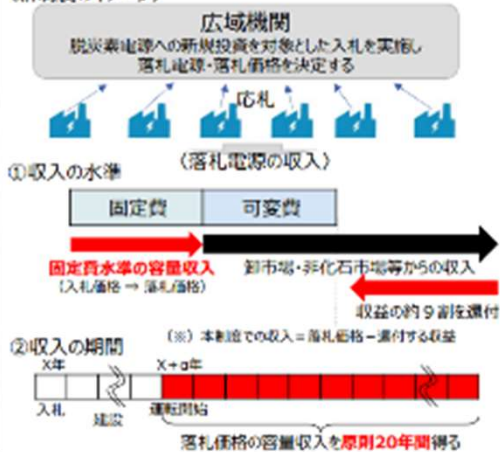 広域機関
脱炭素電源への新規投資を対象とした入札を実施し
落札電源・落札価格を決定する
応札
(落札電源の収入)
①収入の水準
固定費 可変費
固定費水準の容量収入
(入札価格 ⇒ 落札価格)
卸市場・非化石市場等からの収入
収益の約9割を還付
(※) 本制度での収入=落札価格-還付する収益
②収入の期間
X年 X+α年
入札 建設 運転開始
落札価格の容量収入を原則20年間得る